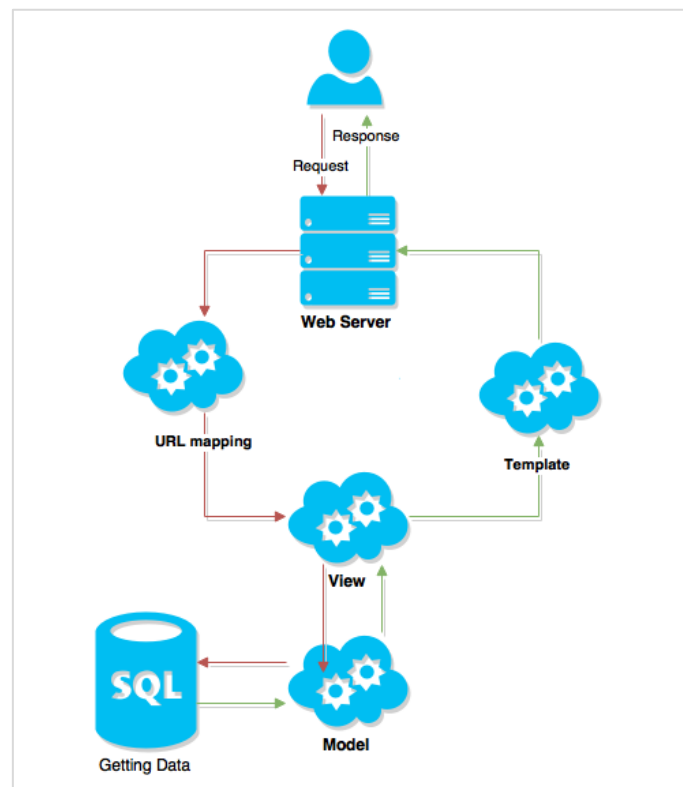 Response
Request
Web Server
URL mapping
Template
View
SQL
Model
Getting Data